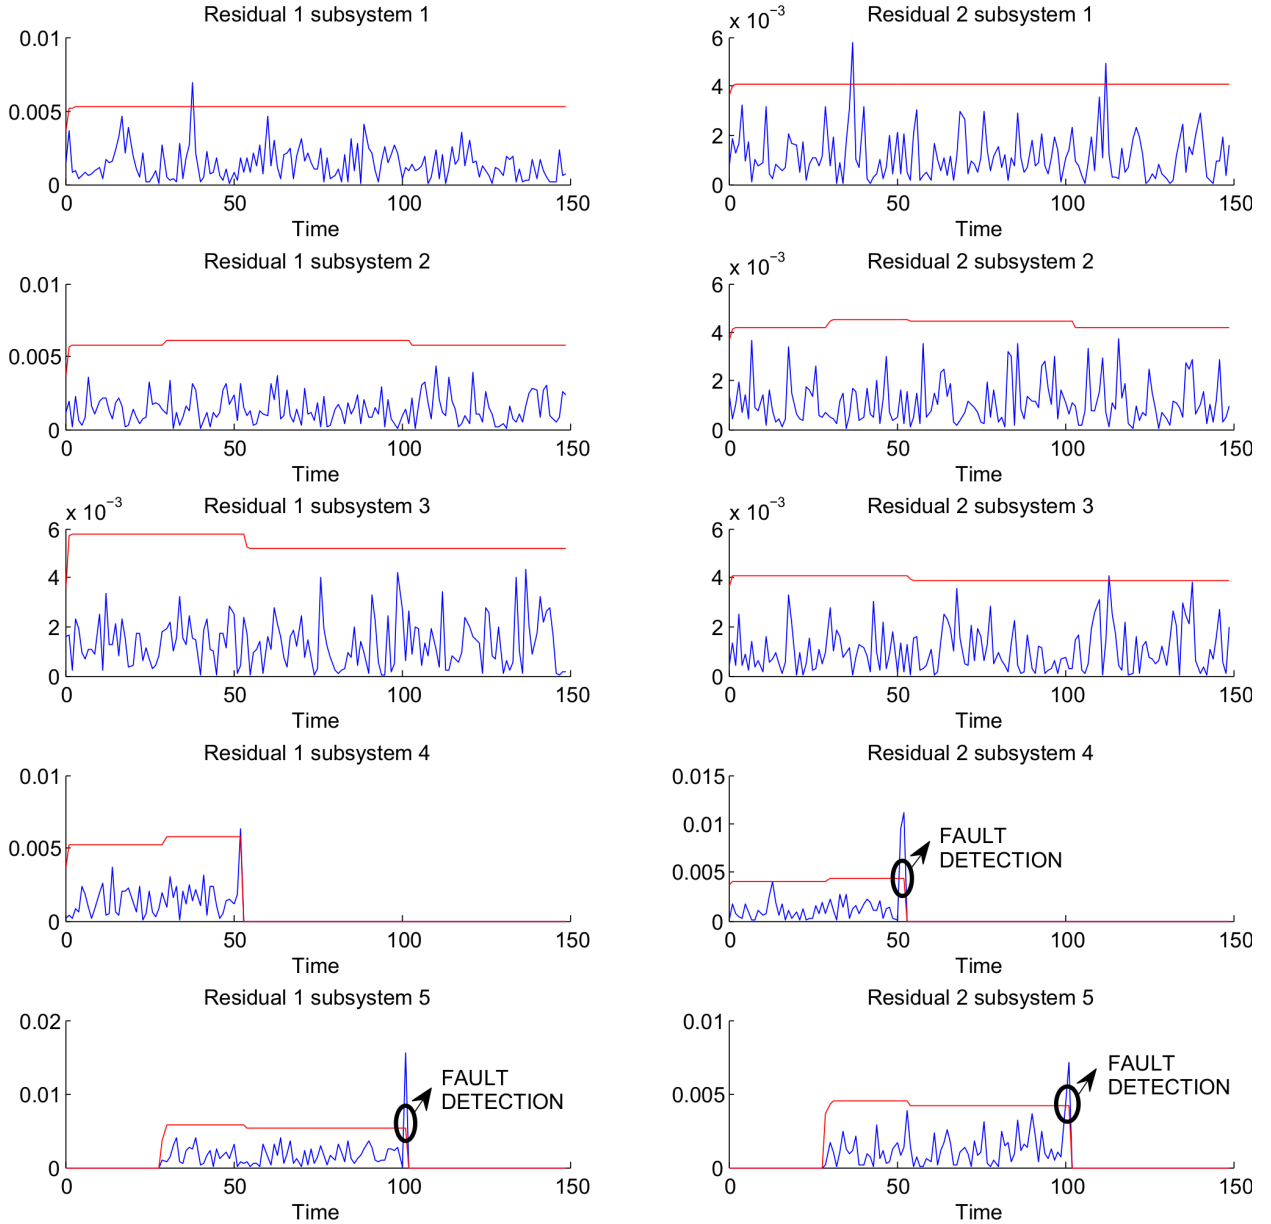 Residual 1 subsystem 1
0.01
0.005
0
0 50 100 150
Time
Residual 2 subsystem 1
x 10⁻³
6
4
2
0
0 50 100 150
Time
Residual 1 subsystem 2
0.01
0.005
0
0 50 100 150
Time
Residual 2 subsystem 2
x 10⁻³
6
4
2
0
0 50 100 150
Time
Residual 1 subsystem 3
x 10⁻³
6
4
2
0
0 50 100 150
Time
Residual 2 subsystem 3
x 10⁻³
6
4
2
0
0 50 100 150
Time
Residual 1 subsystem 4
0.01
0.005
0
0 50 100 150
Time
Residual 2 subsystem 4
0.015
0.01
0.005
0
FAULT
DETECTION
0 50 100 150
Time
Residual 1 subsystem 5
0.02
0.01
0
FAULT
DETECTION
0 50 100 150
Time
Residual 2 subsystem 5
0.01
0.005
0
FAULT
DETECTION
0 50 100 150
Time